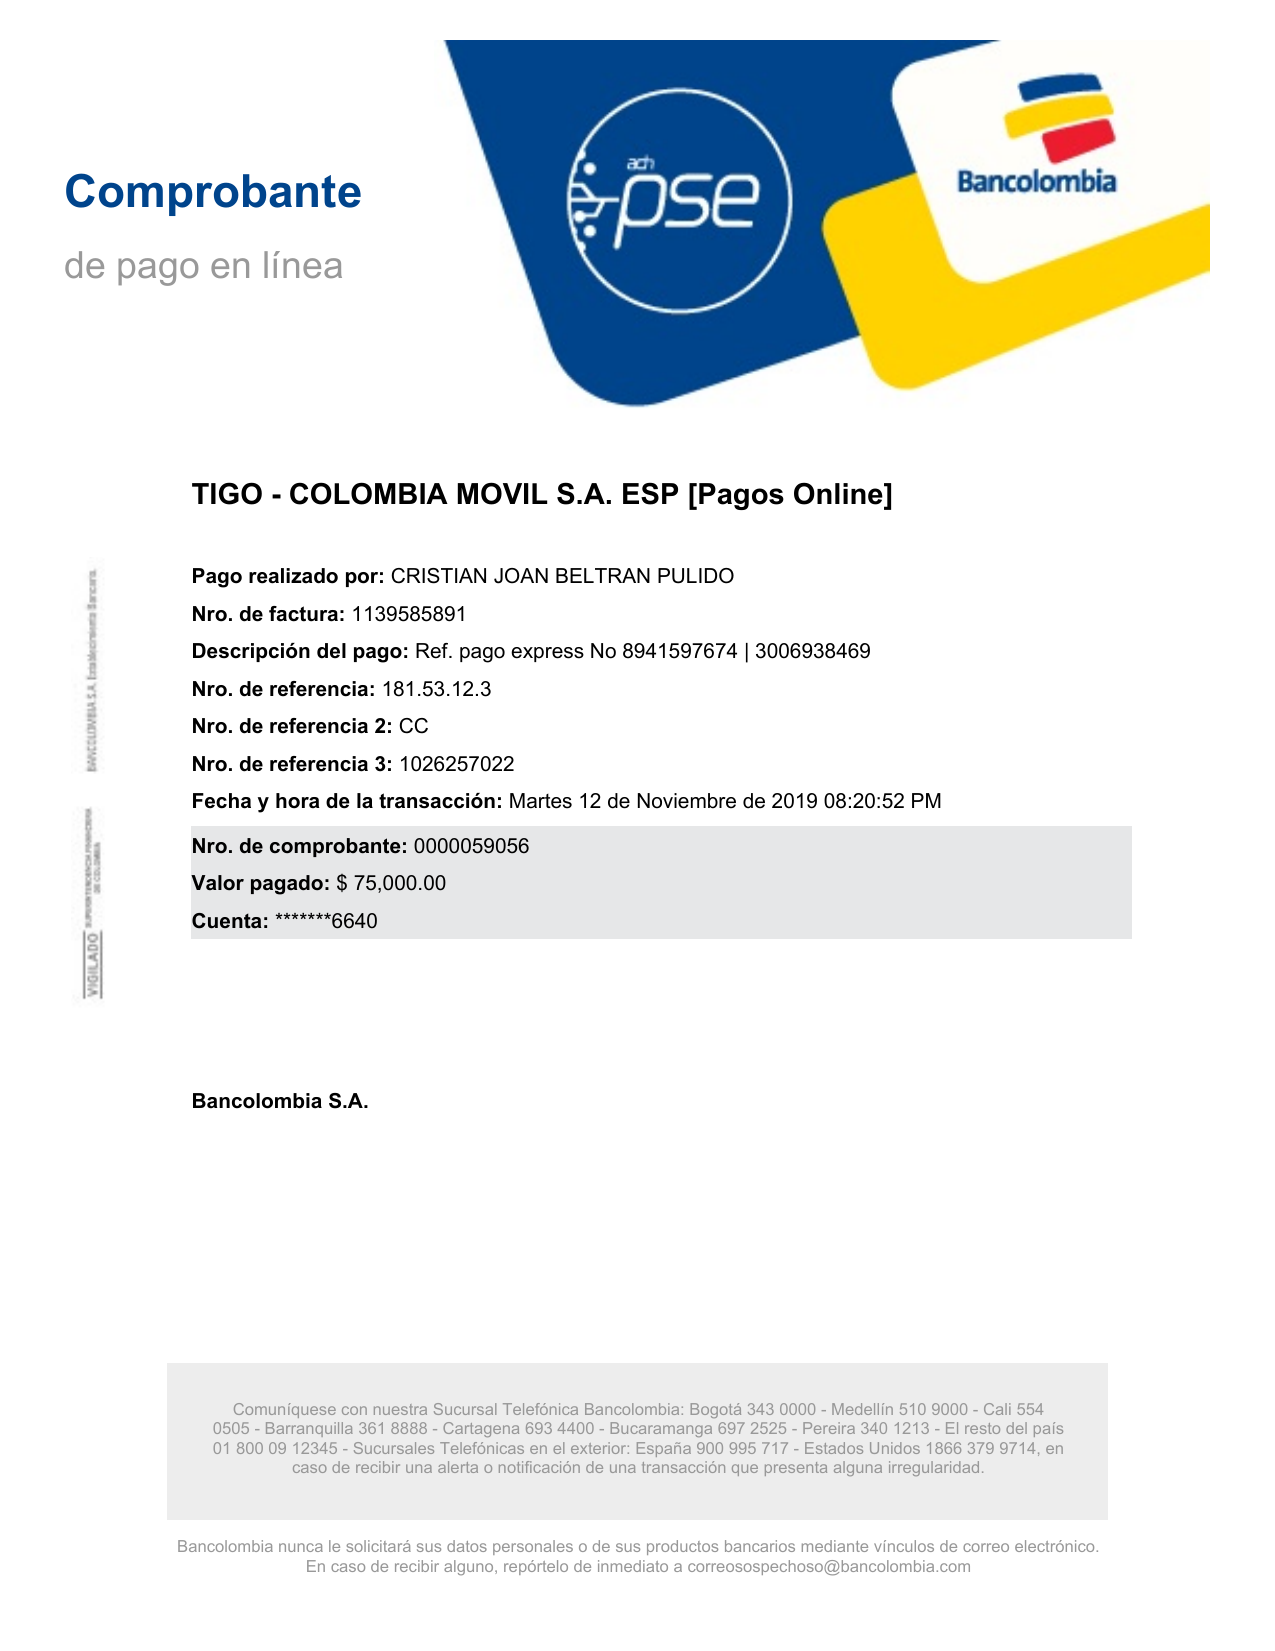 Comprobante
de pago en línea
ach
pse
Bancolombia
TIGO - COLOMBIA MOVIL S.A. ESP [Pagos Online]
Pago realizado por: CRISTIAN JOAN BELTRAN PULIDO
Nro. de factura: 1139585891
Descripción del pago: Ref. pago express No 8941597674 | 3006938469
Nro. de referencia: 181.53.12.3
Nro. de referencia 2: CC
Nro. de referencia 3: 1026257022
Fecha y hora de la transacción: Martes 12 de Noviembre de 2019 08:20:52 PM
Nro. de comprobante: 0000059056
Valor pagado: $ 75,000.00
Cuenta: *******6640
BANCOLOMBIA S.A. Establecimiento Bancario.
VIGILADO
SUPERINTENDENCIA FINANCIERA
DE COLOMBIA
Bancolombia S.A.
Comuníquese con nuestra Sucursal Telefónica Bancolombia: Bogotá 343 0000 - Medellín 510 9000 - Cali 554
0505 - Barranquilla 361 8888 - Cartagena 693 4400 - Bucaramanga 697 2525 - Pereira 340 1213 - El resto del país
01 800 09 12345 - Sucursales Telefónicas en el exterior: España 900 995 717 - Estados Unidos 1866 379 9714, en
caso de recibir una alerta o notificación de una transacción que presenta alguna irregularidad.
Bancolombia nunca le solicitará sus datos personales o de sus productos bancarios mediante vínculos de correo electrónico.
En caso de recibir alguno, repórtelo de inmediato a correosospechoso@bancolombia.com